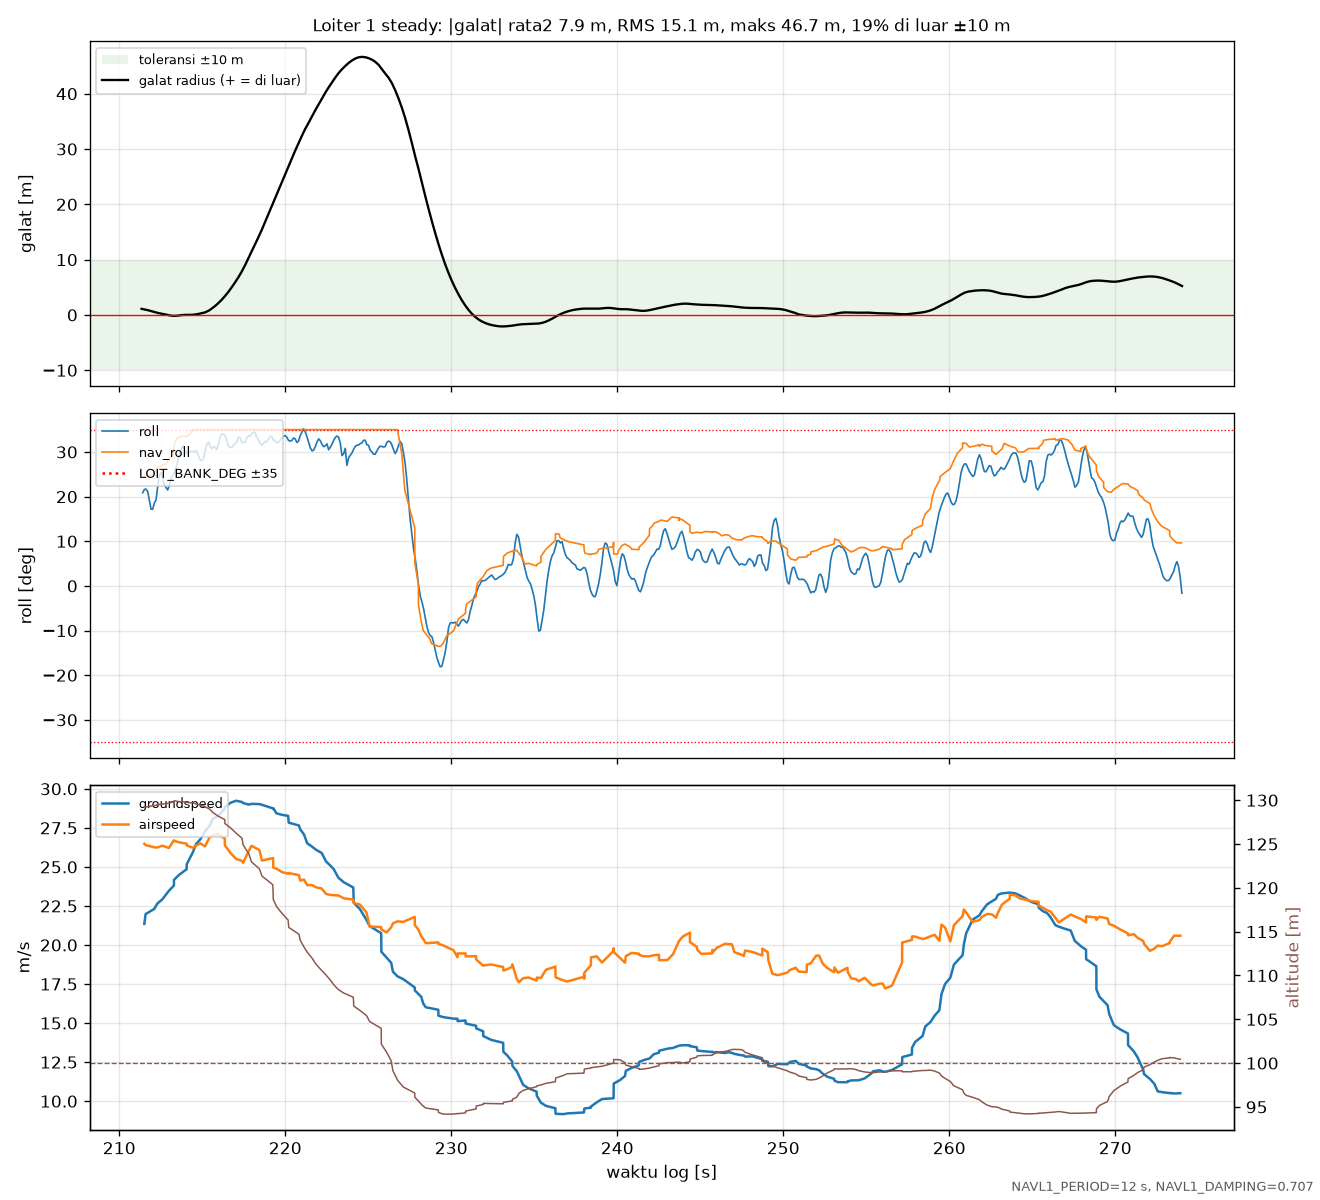 Loiter 1 steady: |galat| rata2 7.9 m, RMS 15.1 m, maks 46.7 m, 19% di luar ±10 m
toleransi ±10 m
galat radius (+ = di luar)
galat [m]
40
30
20
10
0
−10
roll
nav_roll
LOIT_BANK_DEG ±35
roll [deg]
30
20
10
0
−10
−20
−30
groundspeed
airspeed
m/s
30.0
27.5
25.0
22.5
20.0
17.5
15.0
12.5
10.0
altitude [m]
130
125
120
115
110
105
100
95
210 220 230 240 250 260 270
waktu log [s]
NAVL1_PERIOD=12 s, NAVL1_DAMPING=0.707